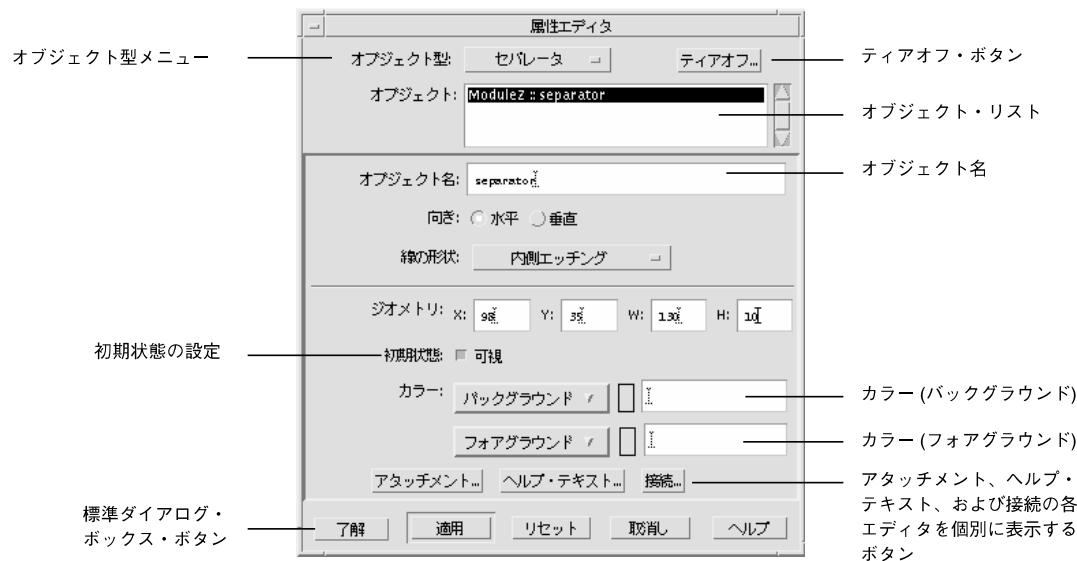 属性エディタ
オブジェクト型メニュー
オブジェクト型: セパレータ ティアオフ...
ティアオフ・ボタン
オブジェクト: Module2 :: separator
オブジェクト・リスト
オブジェクト名: separator
オブジェクト名
向き: 水平 垂直
線の形状: 内側エッチング
ジオメトリ: X: 98 Y: 35 W: 130 H: 10
初期状態の設定
初期状態: 可視
カラー: バックグラウンド
カラー (バックグラウンド)
フォアグラウンド
カラー (フォアグラウンド)
アタッチメント... ヘルプ・テキスト... 接続...
アタッチメント、ヘルプ・
テキスト、および接続の各
エディタを個別に表示する
ボタン
標準ダイアログ・
ボックス・ボタン
了解 適用 リセット 取消し ヘルプ